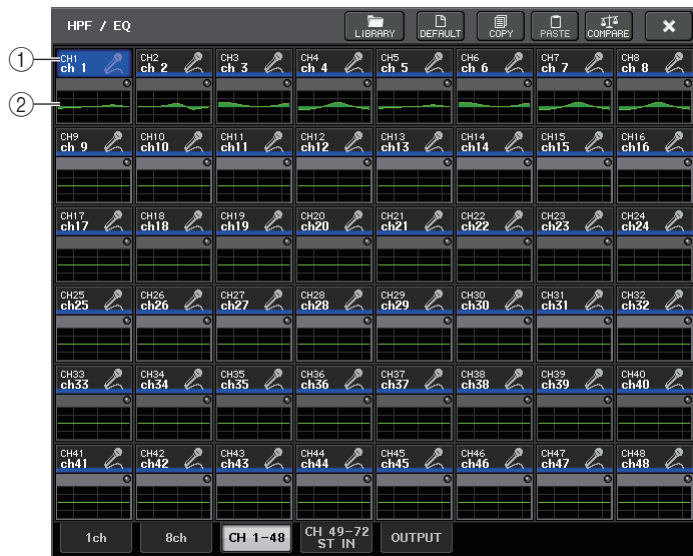 HPF / EQ
LIBRARY DEFAULT COPY PASTE COMPARE
①
CH1 CH2 CH3 CH4 CH5 CH6 CH7 CH8
ch 1 ch 2 ch 3 ch 4 ch 5 ch 6 ch 7 ch 8
②
CH9 CH10 CH11 CH12 CH13 CH14 CH15 CH16
ch 9 ch10 ch11 ch12 ch13 ch14 ch15 ch16
CH17 CH18 CH19 CH20 CH21 CH22 CH23 CH24
ch17 ch18 ch19 ch20 ch21 ch22 ch23 ch24
CH25 CH26 CH27 CH28 CH29 CH30 CH31 CH32
ch25 ch26 ch27 ch28 ch29 ch30 ch31 ch32
CH33 CH34 CH35 CH36 CH37 CH38 CH39 CH40
ch33 ch34 ch35 ch36 ch37 ch38 ch39 ch40
CH41 CH42 CH43 CH44 CH45 CH46 CH47 CH48
ch41 ch42 ch43 ch44 ch45 ch46 ch47 ch48
1ch 8ch CH 1-48 CH 49-72 OUTPUT
ST IN